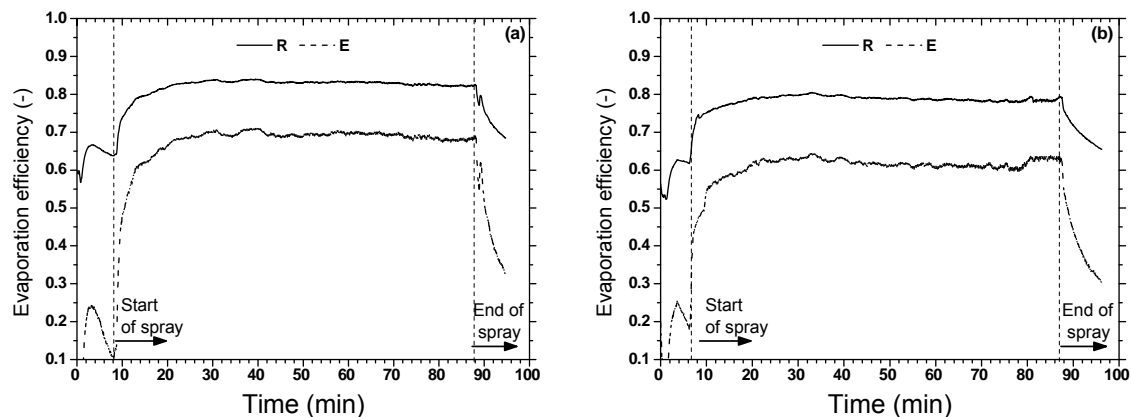 (a)
R E
Evaporation efficiency (-)
1.0
0.9
0.8
0.7
0.6
0.5
0.4
0.3
0.2
0.1
Start
of spray
End of
spray
0 10 20 30 40 50 60 70 80 90 100
Time (min)
(b)
R E
Evaporation efficiency (-)
1.0
0.9
0.8
0.7
0.6
0.5
0.4
0.3
0.2
0.1
Start
of spray
End of
spray
0 10 20 30 40 50 60 70 80 90 100
Time (min)